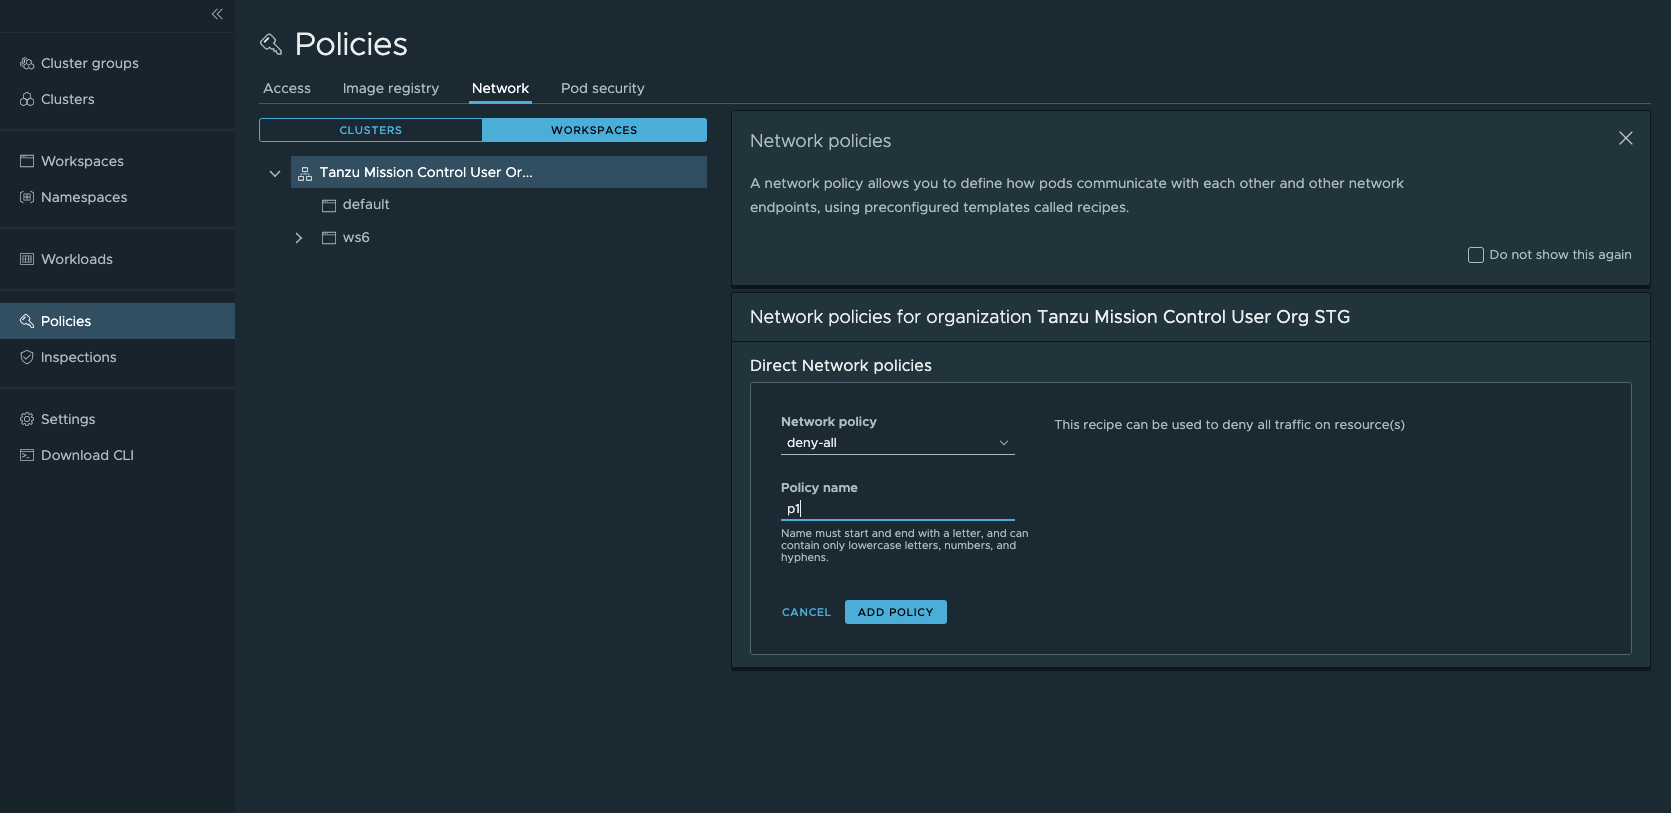 Cluster groups
Clusters
Workspaces
Namespaces
Workloads
Policies
Inspections
Settings
Download CLI
Policies
Access Image registry Network Pod security
CLUSTERS WORKSPACES
Tanzu Mission Control User Or...
default
ws6
Network policies
A network policy allows you to define how pods communicate with each other and other network
endpoints, using preconfigured templates called recipes.
Do not show this again
Network policies for organization Tanzu Mission Control User Org STG
Direct Network policies
Network policy
deny-all
This recipe can be used to deny all traffic on resource(s)
Policy name
p1
Name must start and end with a letter, and can
contain only lowercase letters, numbers, and
hyphens.
CANCEL ADD POLICY